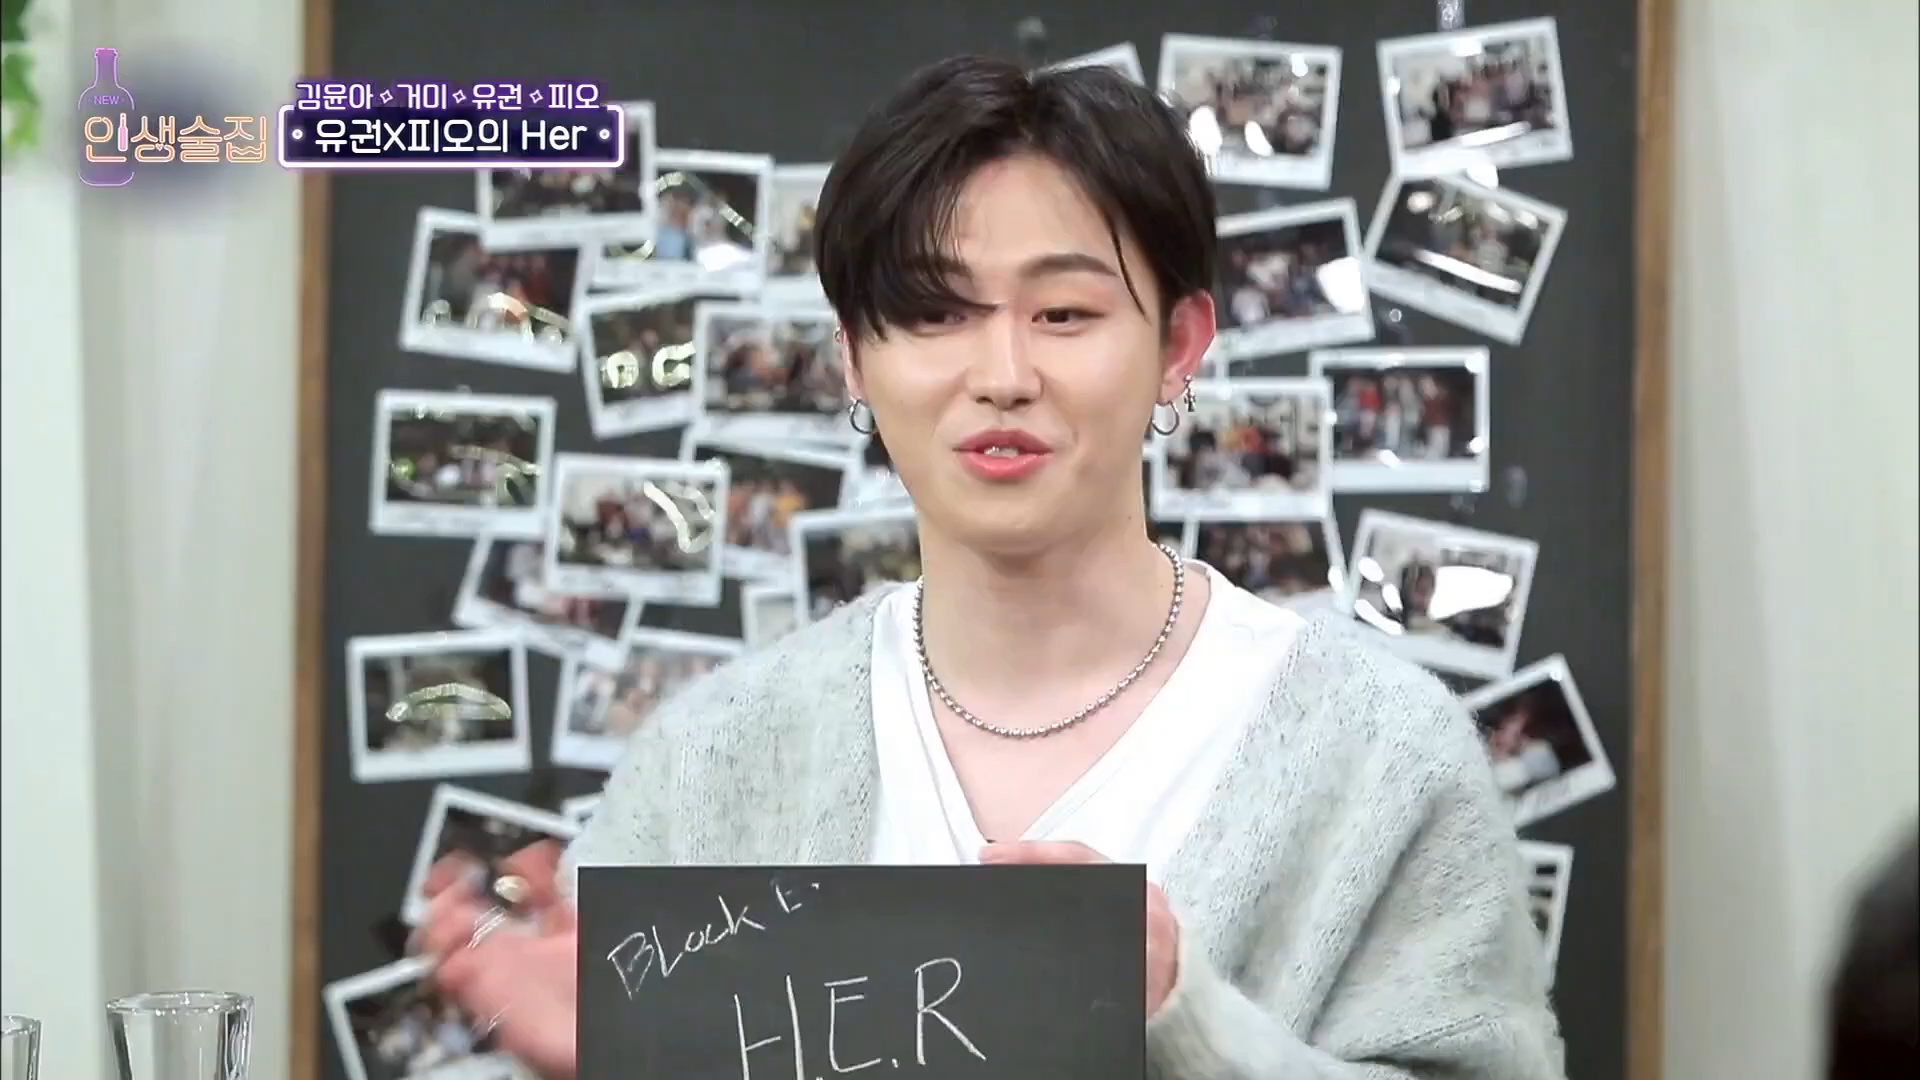 NEW
인생술집
김윤아 ⟡ 거미 ⟡ 유권 ⟡ 피오
유권X피오의 Her
Block B.
H.E.R